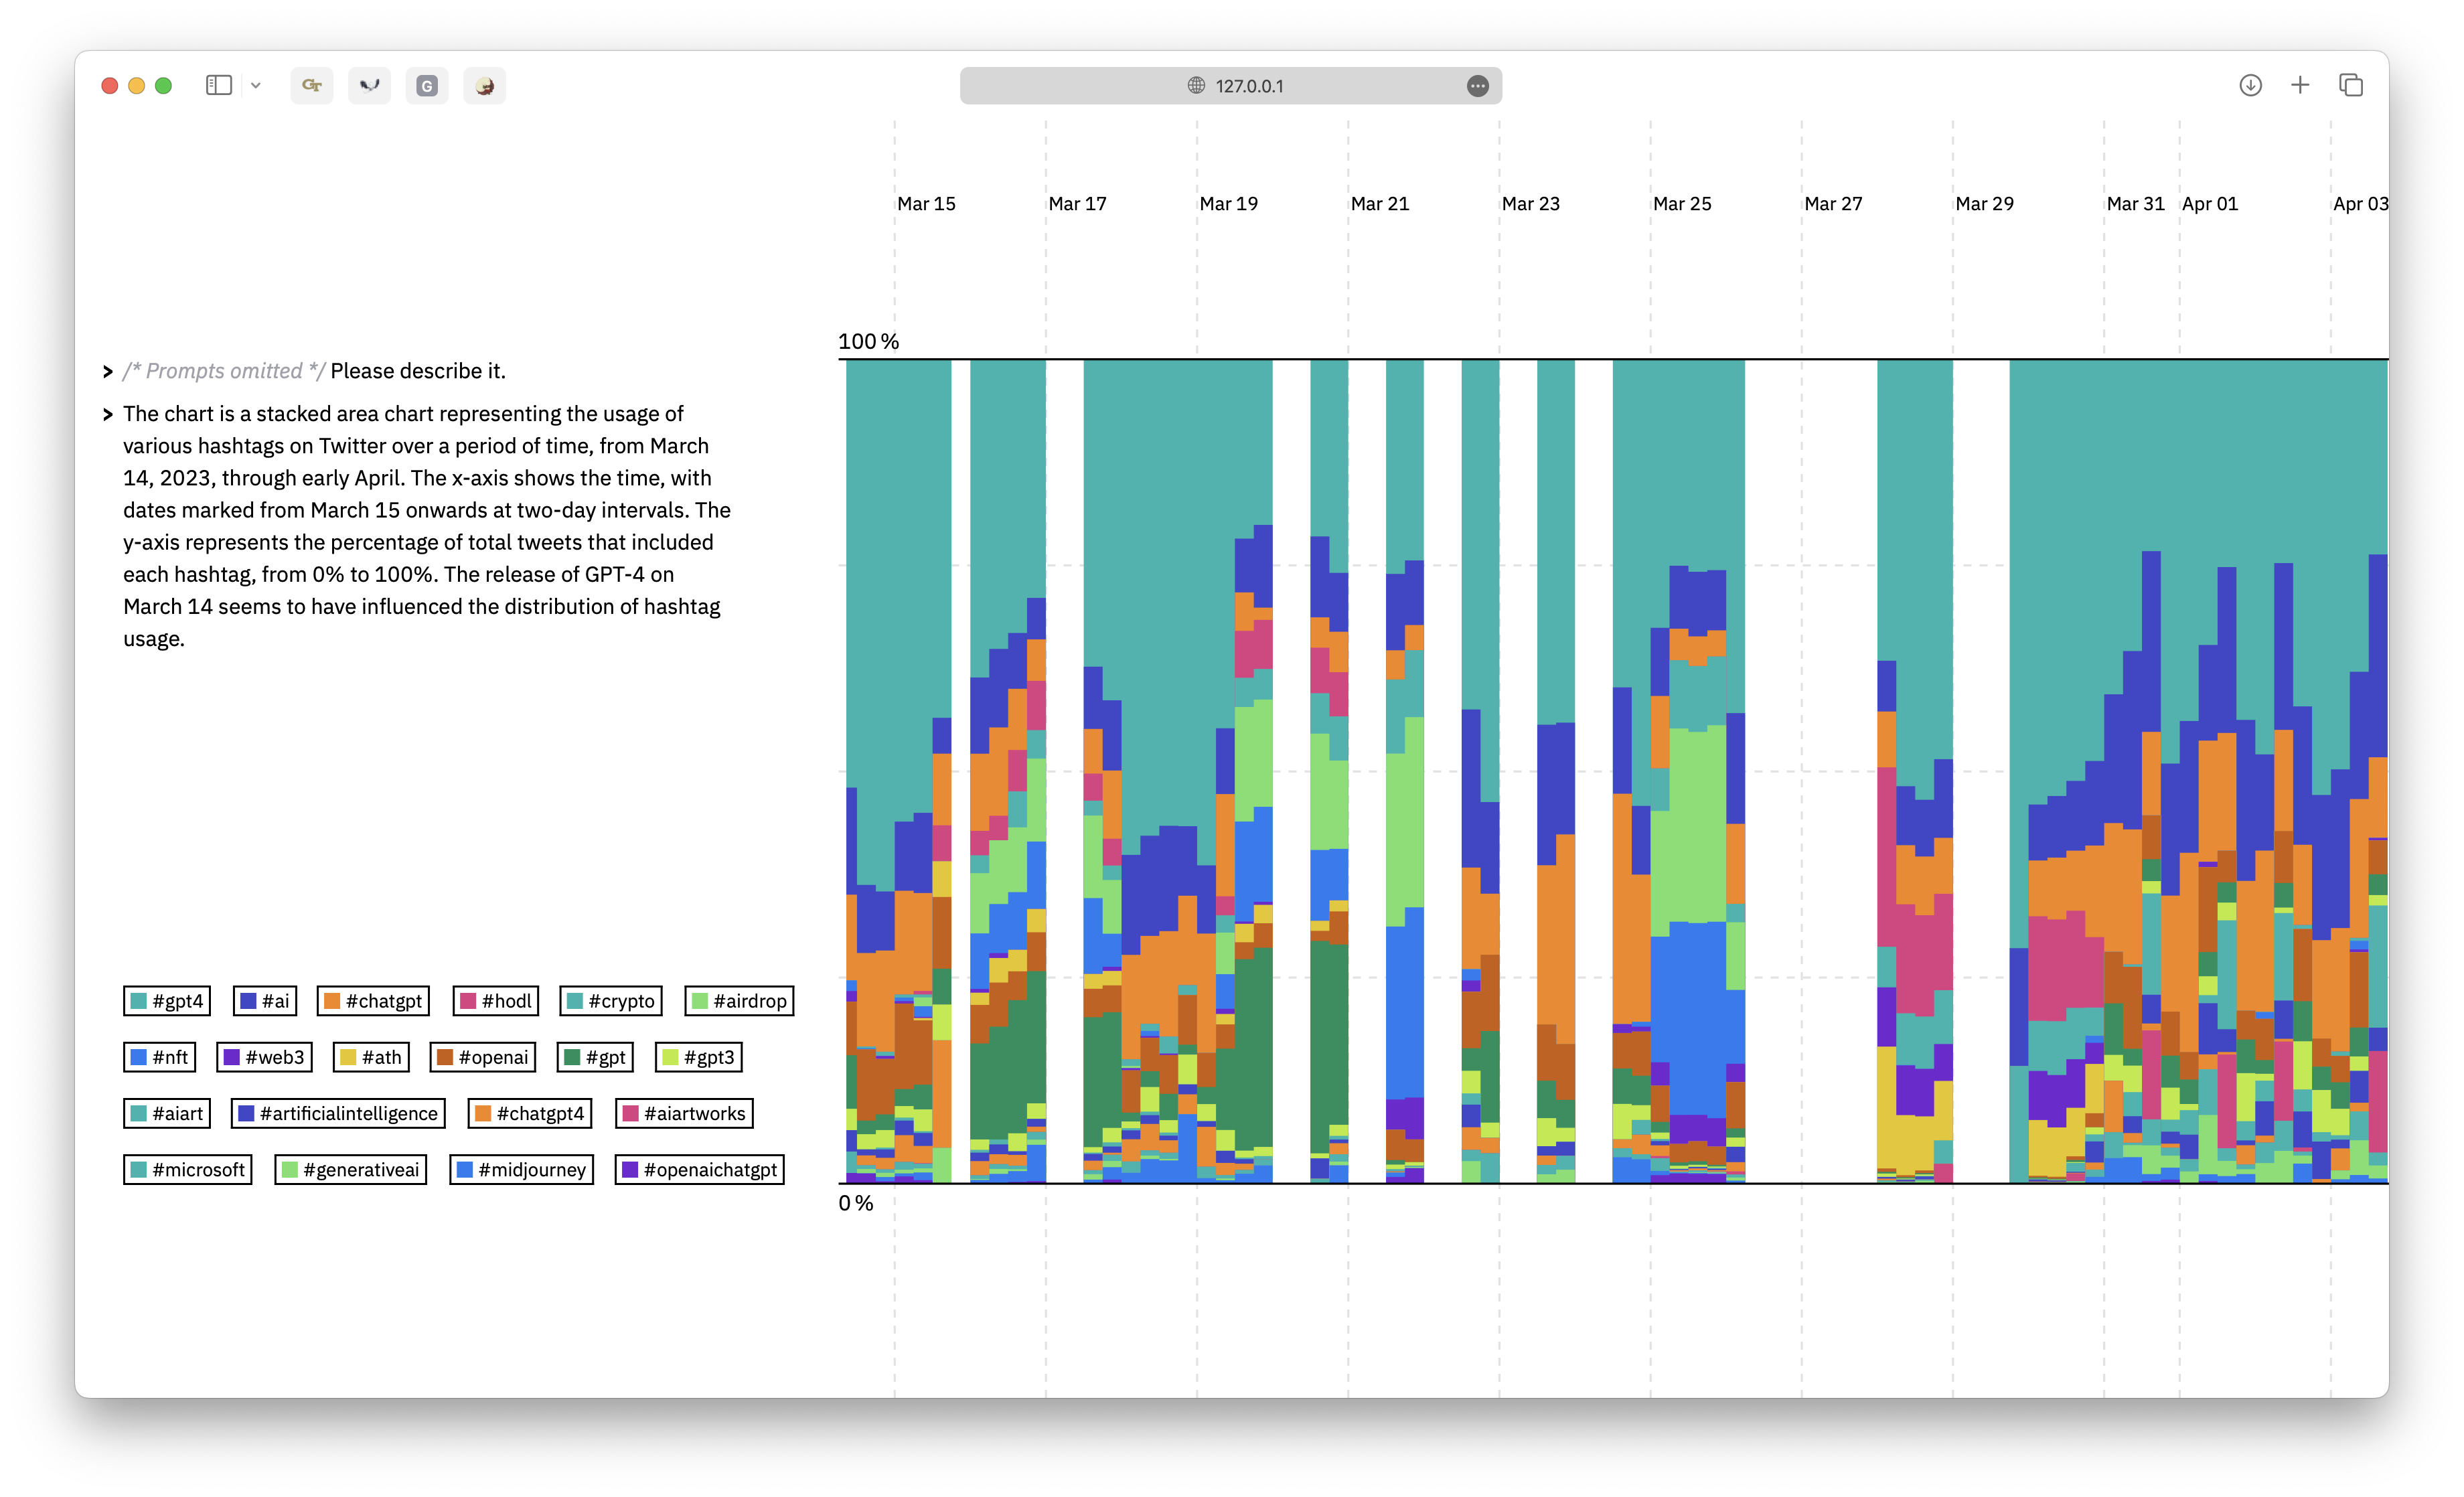 GT
G
127.0.0.1
Mar 15 Mar 17 Mar 19 Mar 21 Mar 23 Mar 25 Mar 27 Mar 29 Mar 31 Apr 01 Apr 03
100 %
> /* Prompts omitted */ Please describe it.
> The chart is a stacked area chart representing the usage of
various hashtags on Twitter over a period of time, from March
14, 2023, through early April. The x-axis shows the time, with
dates marked from March 15 onwards at two-day intervals. The
y-axis represents the percentage of total tweets that included
each hashtag, from 0% to 100%. The release of GPT-4 on
March 14 seems to have influenced the distribution of hashtag
usage.
#gpt4 #ai #chatgpt #hodl #crypto #airdrop
#nft #web3 #ath #openai #gpt #gpt3
#aiart #artificialintelligence #chatgpt4 #aiartworks
#microsoft #generativeai #midjourney #openaichatgpt
0 %